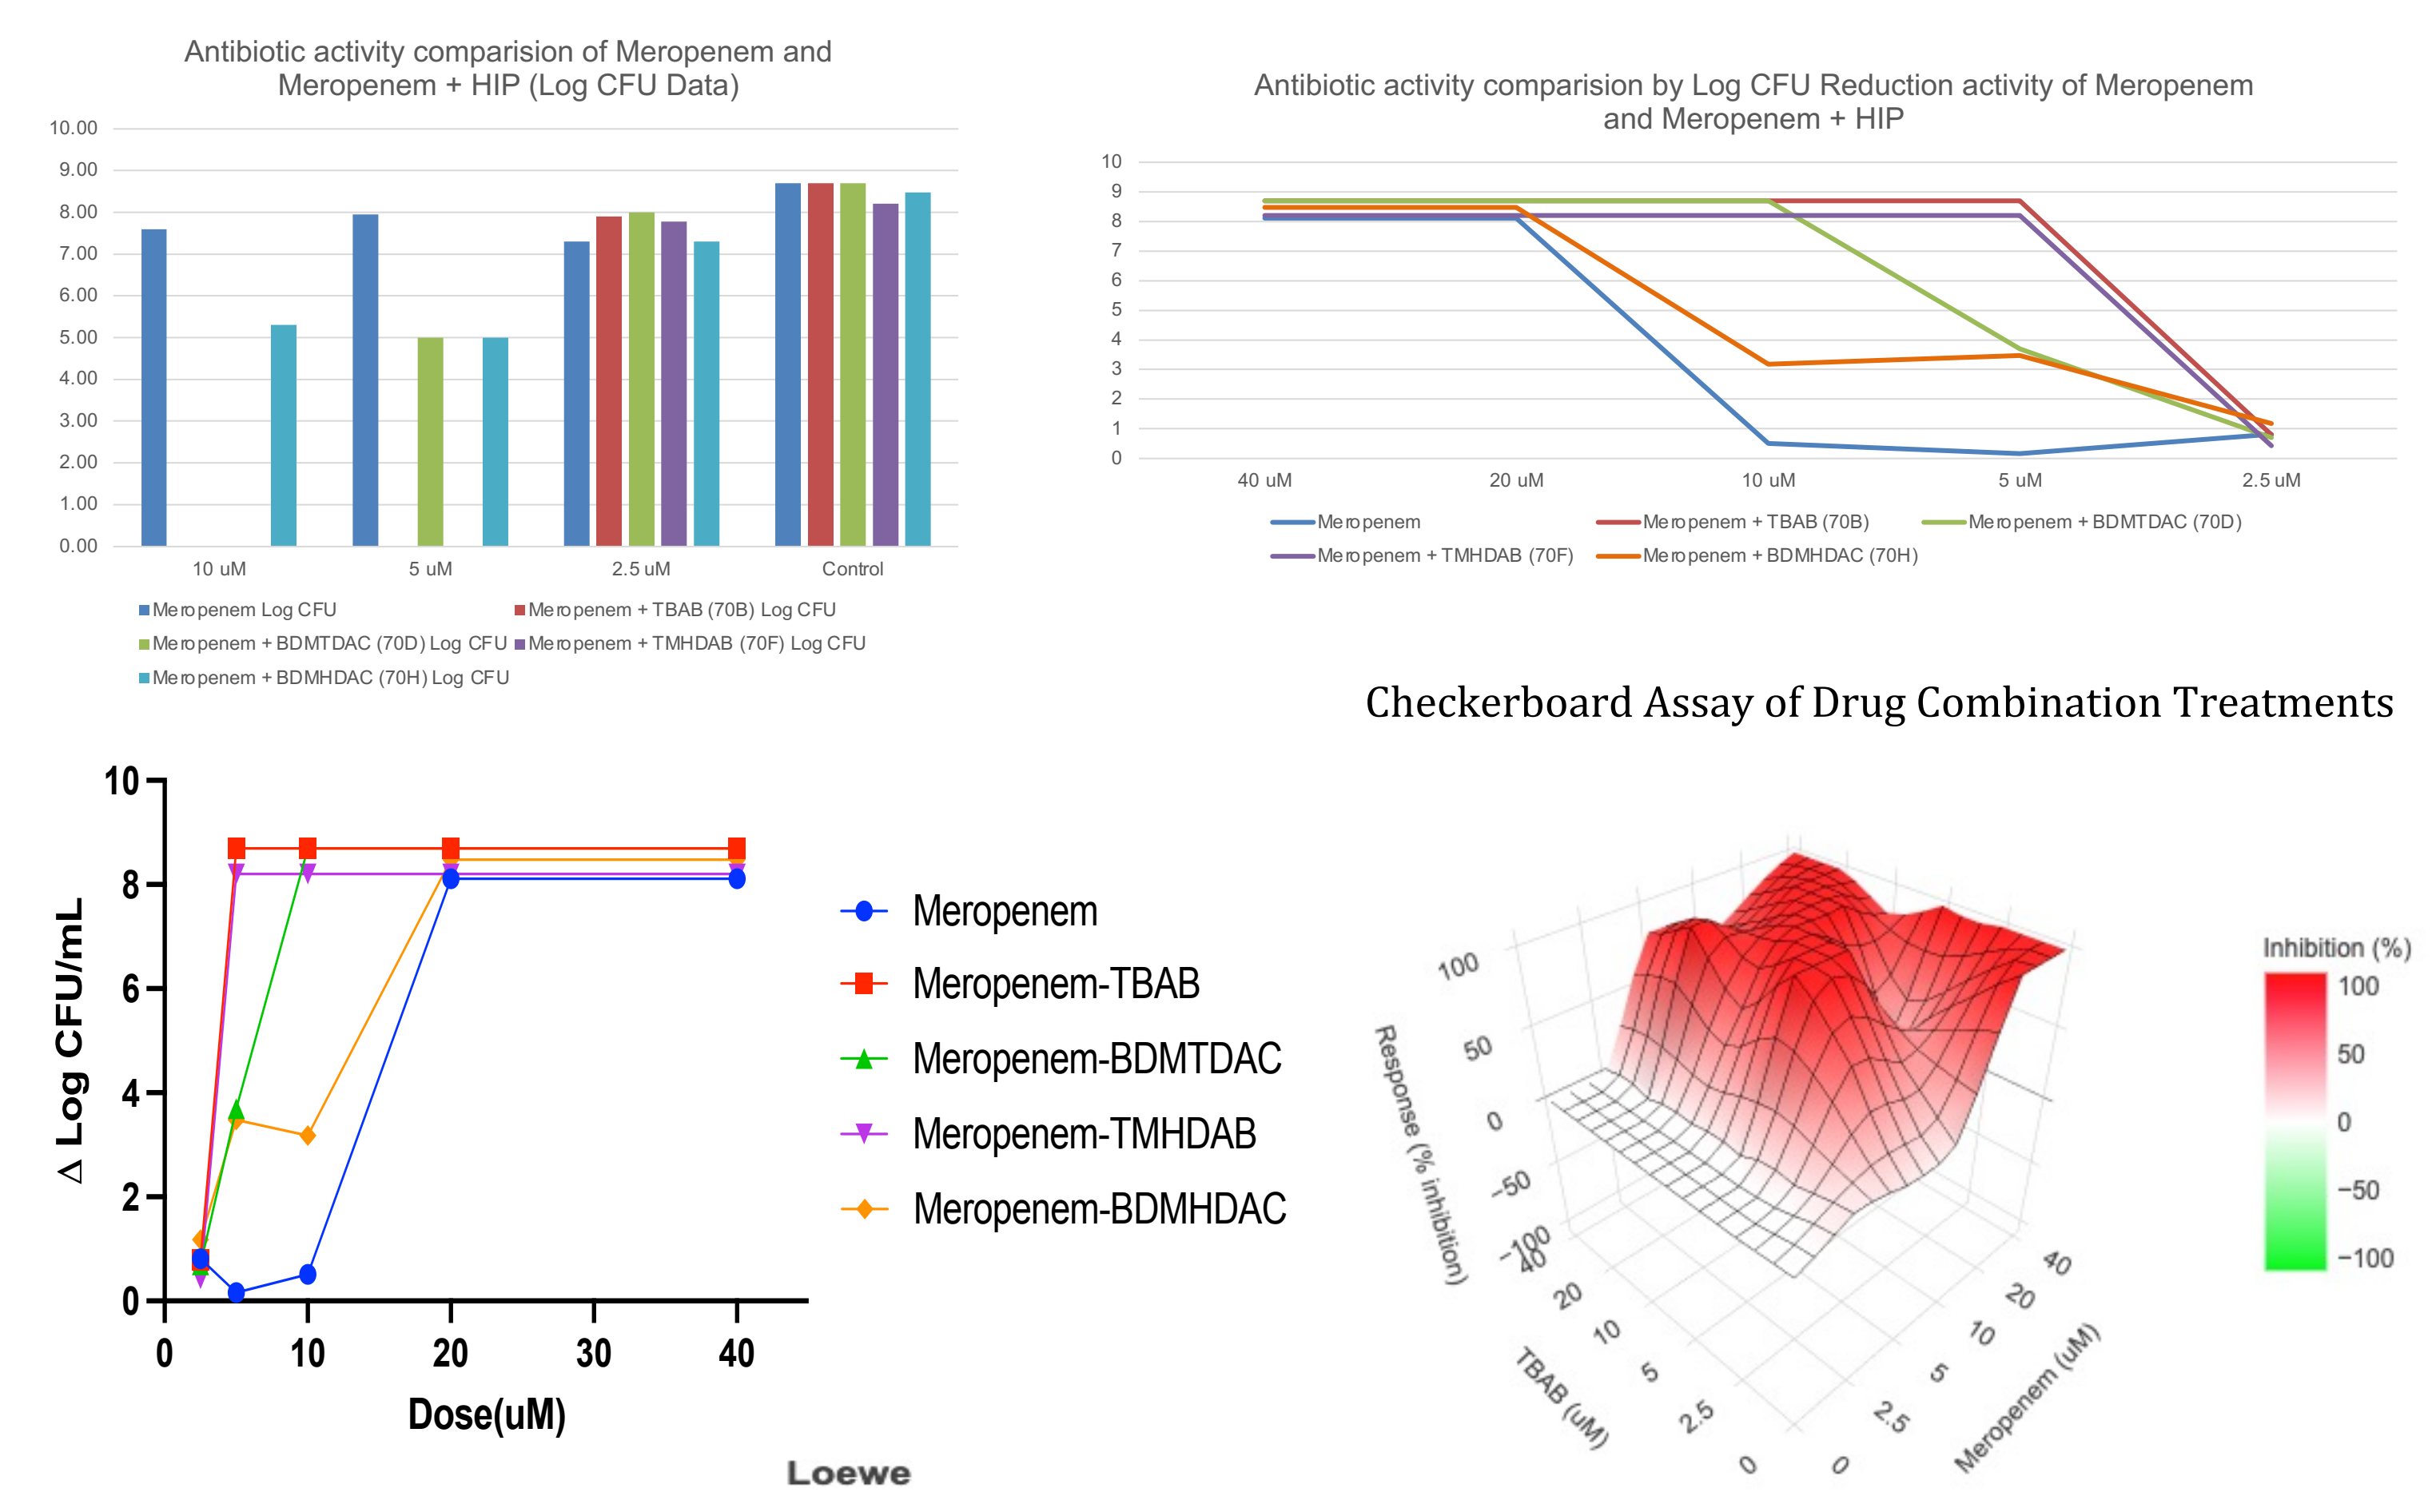 Antibiotic activity comparision of Meropenem and
Meropenem + HIP (Log CFU Data)
10.00
9.00
8.00
7.00
6.00
5.00
4.00
3.00
2.00
1.00
0.00
10 uM 5 uM 2.5 uM Control
Meropenem Log CFU Meropenem + TBAB (70B) Log CFU
Meropenem + BDMTDAC (70D) Log CFU Meropenem + TMHDAB (70F) Log CFU
Meropenem + BDMHDAC (70H) Log CFU
Antibiotic activity comparision by Log CFU Reduction activity of Meropenem
and Meropenem + HIP
10
9
8
7
6
5
4
3
2
1
0
40 uM 20 uM 10 uM 5 uM 2.5 uM
Meropenem Meropenem + TBAB (70B) Meropenem + BDMTDAC (70D)
Meropenem + TMHDAB (70F) Meropenem + BDMHDAC (70H)
10
8
6
4
2
0
Δ Log CFU/mL
0 10 20 30 40
Dose(uM)
Meropenem
Meropenem-TBAB
Meropenem-BDMTDAC
Meropenem-TMHDAB
Meropenem-BDMHDAC
Loewe
Checkerboard Assay of Drug Combination Treatments
100
50
0
−50
−100
Response (% inhibition)
40
20
10
5
2.5
0
TBAB (uM)
0
2.5
5
10
20
40
Meropenem (uM)
Inhibition (%)
100
50
0
−50
−100